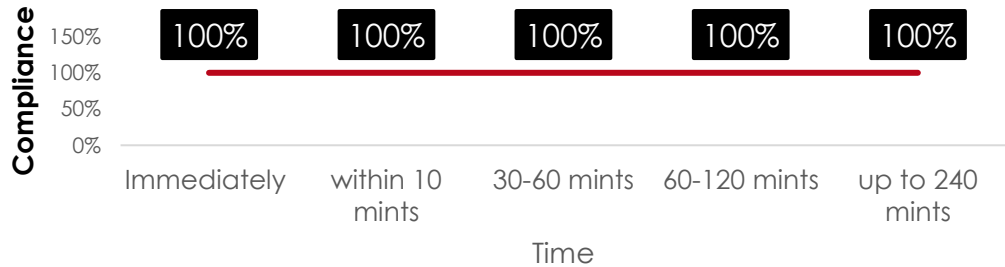 Compliance
150%
100%
50%
0%
100%
100%
100%
100%
100%
Immediately
within 10
mints
30-60 mints
60-120 mints
up to 240
mints
Time